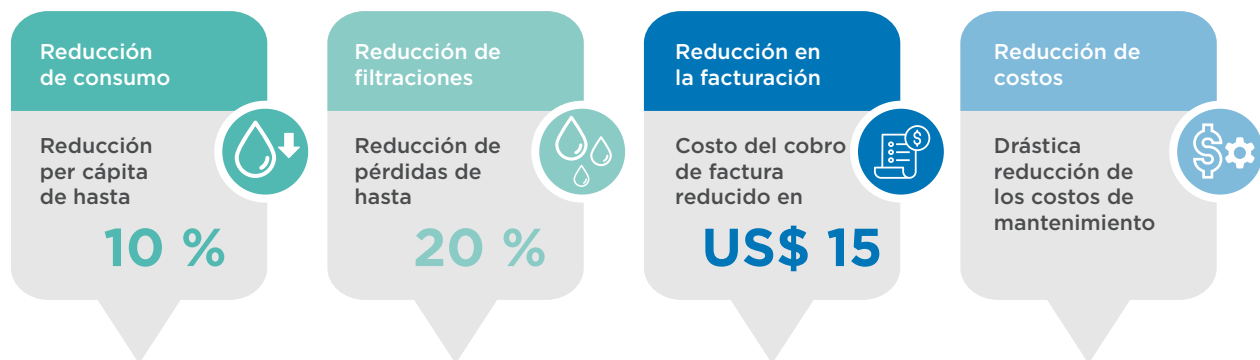 Reducción
de consumo
Reducción
per cápita
de hasta
10 %
Reducción de
filtraciones
Reducción de
pérdidas de
hasta
20 %
Reducción en
la facturación
Costo del cobro
de factura
reducido en
US$ 15
$
Reducción de
costos
Drástica
reducción de
los costos de
mantenimiento
$